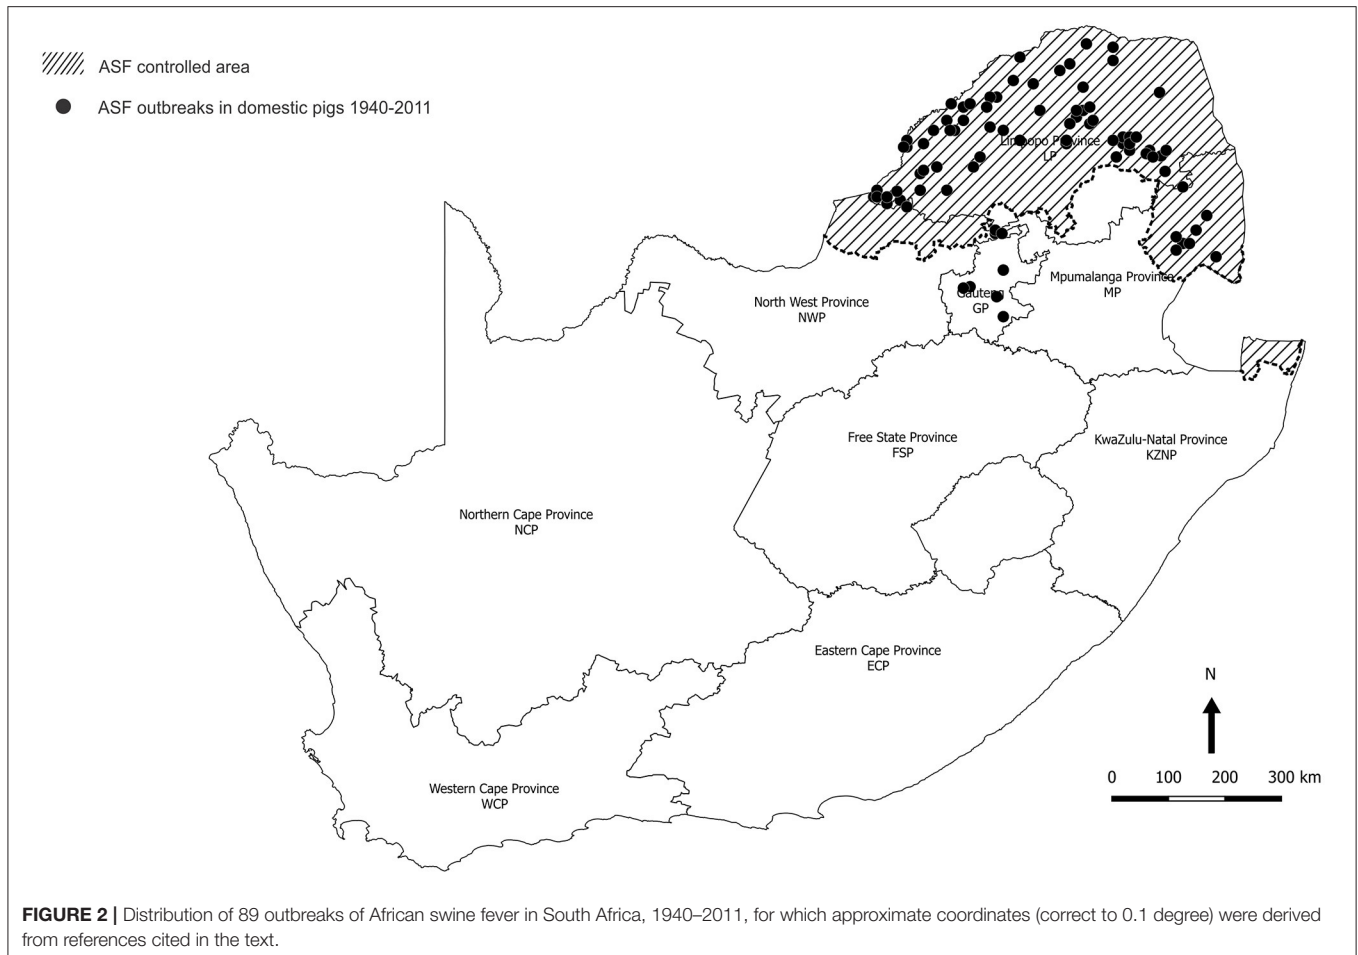 ASF controlled area
ASF outbreaks in domestic pigs 1940-2011
Limpopo Province
LP
Mpumalanga Province
MP
North West Province
NWP
Gauteng
GP
Free State Province
FSP
KwaZulu-Natal Province
KZNP
Northern Cape Province
NCP
Eastern Cape Province
ECP
N
Western Cape Province
WCP
0 100 200 300 km
FIGURE 2 | Distribution of 89 outbreaks of African swine fever in South Africa, 1940–2011, for which approximate coordinates (correct to 0.1 degree) were derived
from references cited in the text.